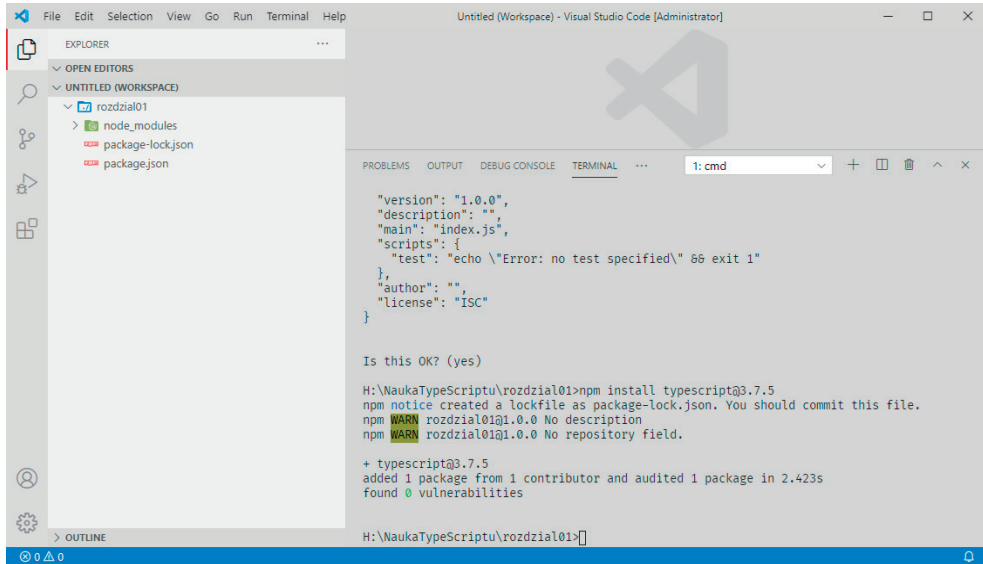 File Edit Selection View Go Run Terminal Help
Untitled (Workspace) - Visual Studio Code [Administrator]
EXPLORER
OPEN EDITORS
UNTITLED (WORKSPACE)
rozdzial01
node_modules
package-lock.json
package.json
OUTLINE
PROBLEMS OUTPUT DEBUG CONSOLE TERMINAL ··· 1: cmd
"version": "1.0.0",
"description": "",
"main": "index.js",
"scripts": {
"test": "echo \"Error: no test specified\" && exit 1"
},
"author": "",
"license": "ISC"
}
Is this OK? (yes)
H:\NaukaTypeScriptu\rozdzial01>npm install typescript@3.7.5
npm notice created a lockfile as package-lock.json. You should commit this file.
npm WARN rozdzial01@1.0.0 No description
npm WARN rozdzial01@1.0.0 No repository field.
+ typescript@3.7.5
added 1 package from 1 contributor and audited 1 package in 2.423s
found 0 vulnerabilities
H:\NaukaTypeScriptu\rozdzial01>
0 0